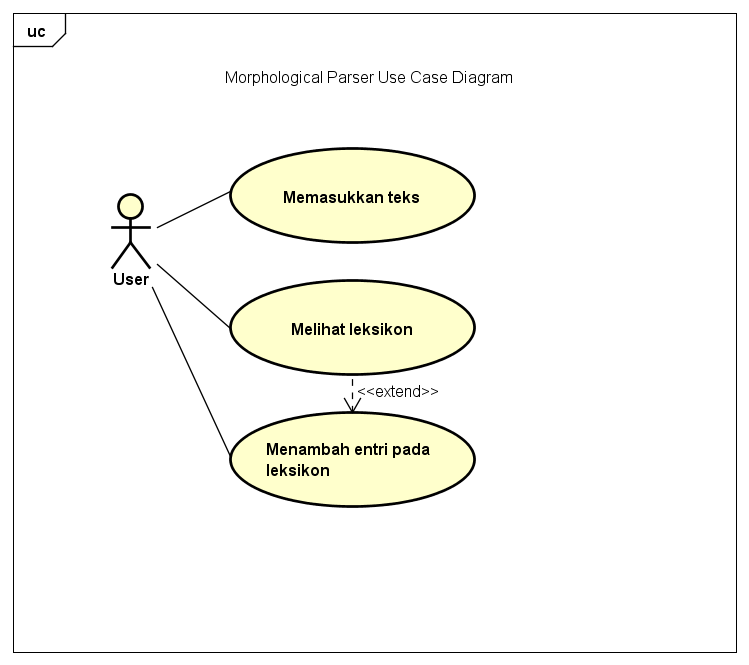 uc
Morphological Parser Use Case Diagram
Memasukkan teks
User
Melihat leksikon
<<extend>>
Menambah entri pada
leksikon